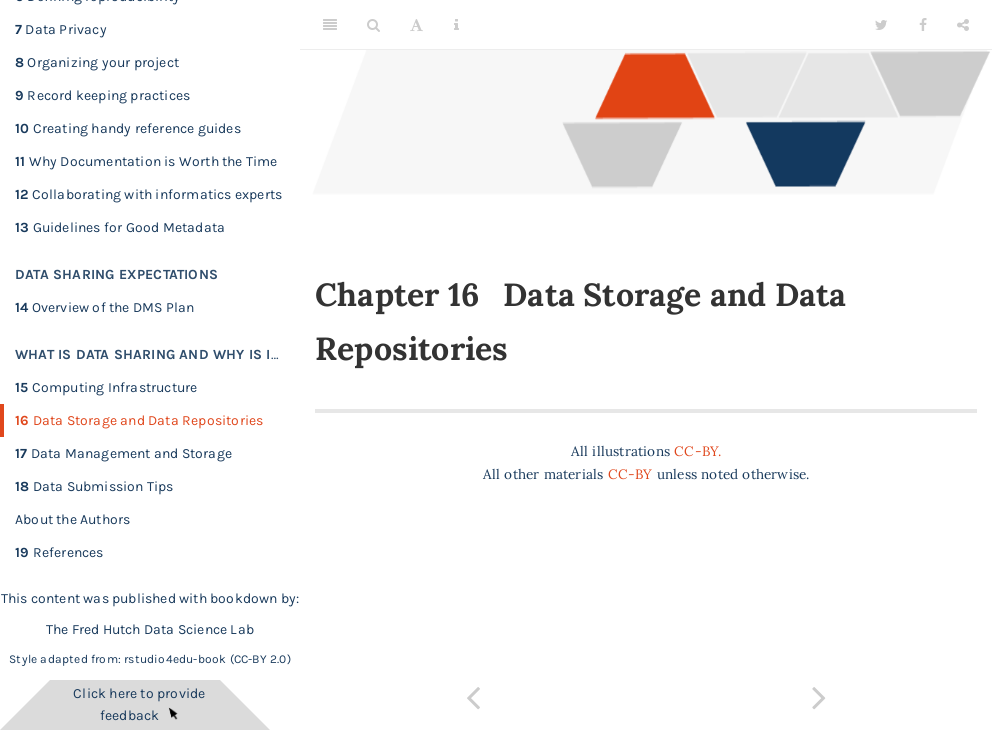 7 Data Privacy
8 Organizing your project
9 Record keeping practices
10 Creating handy reference guides
11 Why Documentation is Worth the Time
12 Collaborating with informatics experts
13 Guidelines for Good Metadata
DATA SHARING EXPECTATIONS
14 Overview of the DMS Plan
WHAT IS DATA SHARING AND WHY IS I…
15 Computing Infrastructure
16 Data Storage and Data Repositories
17 Data Management and Storage
18 Data Submission Tips
About the Authors
19 References
This content was published with bookdown by:
The Fred Hutch Data Science Lab
Style adapted from: rstudio4edu-book (CC-BY 2.0)
Click here to provide
feedback
A
Chapter 16 Data Storage and Data
Repositories
All illustrations CC-BY.
All other materials CC-BY unless noted otherwise.